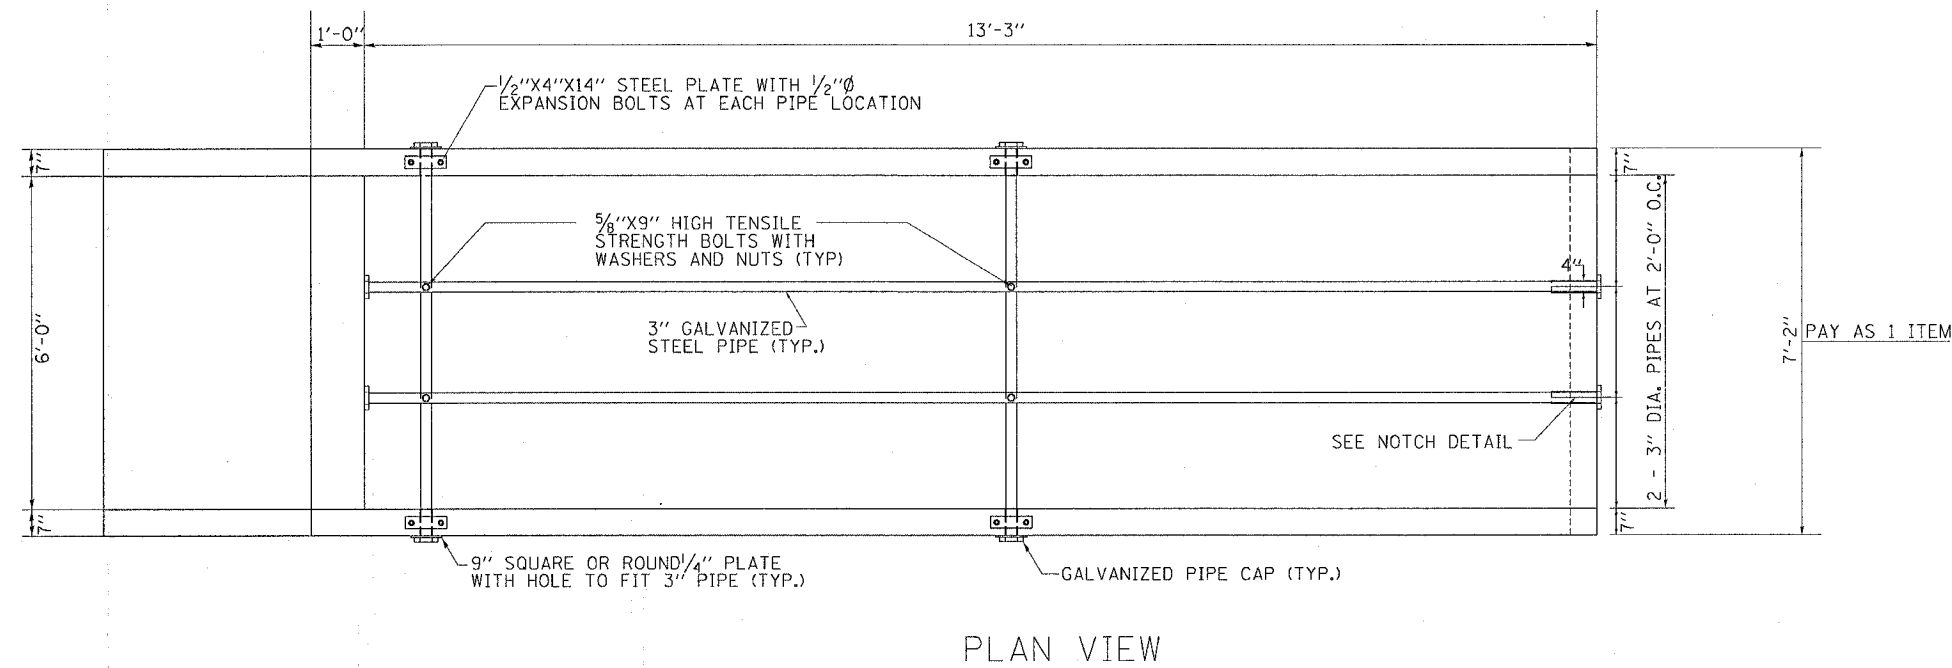 1'-0"
13'-3"
1/2"X4"X14" STEEL PLATE WITH 1/2"Ø
EXPANSION BOLTS AT EACH PIPE LOCATION
7"
7"
5/8"X9" HIGH TENSILE
STRENGTH BOLTS WITH
WASHERS AND NUTS (TYP)
4"
3" GALVANIZED
STEEL PIPE (TYP.)
6'-0"
2 - 3" DIA. PIPES AT 2'-0" O.C.
7'-2"
PAY AS 1 ITEM
SEE NOTCH DETAIL
7"
7"
9" SQUARE OR ROUND 1/4" PLATE
WITH HOLE TO FIT 3" PIPE (TYP.)
GALVANIZED PIPE CAP (TYP.)
PLAN VIEW